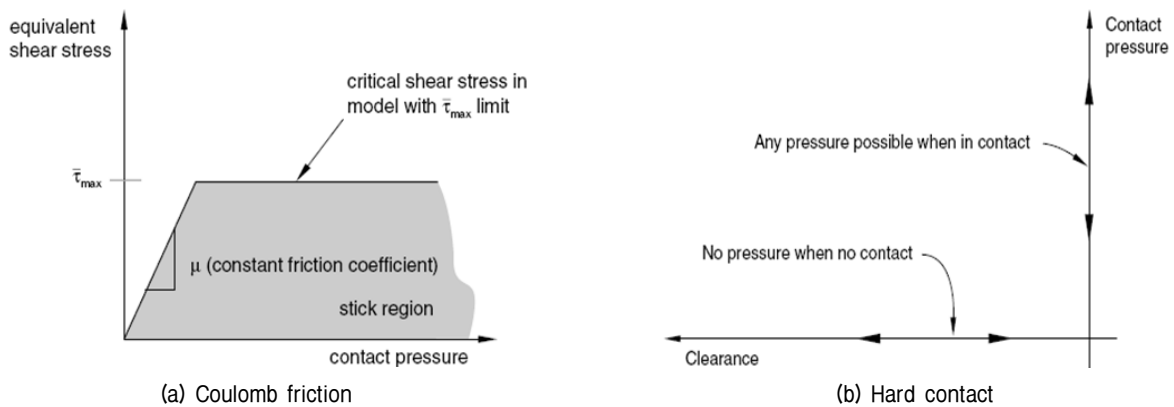 equivalent
shear stress
critical shear stress in
model with τ̄max limit
τ̄max
μ (constant friction coefficient)
stick region
contact pressure
(a) Coulomb friction
Contact
pressure
Any pressure possible when in contact
No pressure when no contact
Clearance
(b) Hard contact